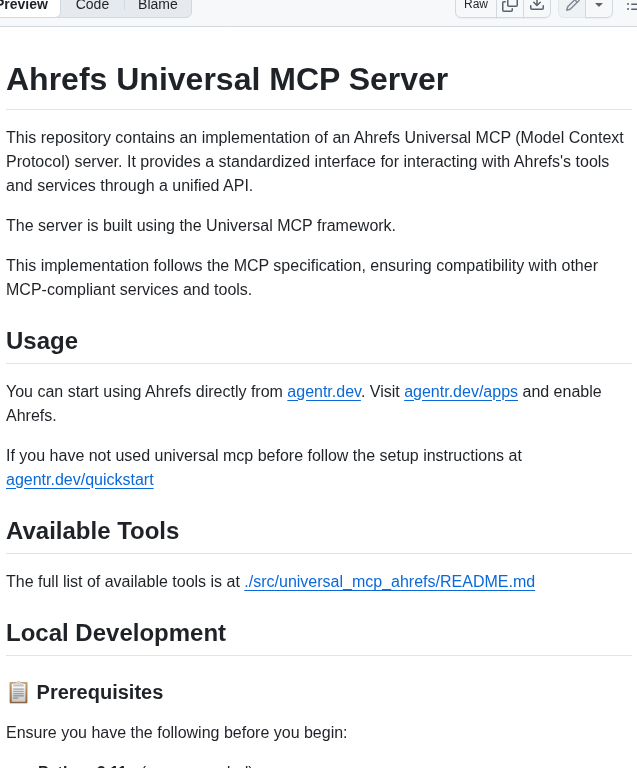 Preview Code Blame Raw
Ahrefs Universal MCP Server
This repository contains an implementation of an Ahrefs Universal MCP (Model Context
Protocol) server. It provides a standardized interface for interacting with Ahrefs's tools
and services through a unified API.
The server is built using the Universal MCP framework.
This implementation follows the MCP specification, ensuring compatibility with other
MCP-compliant services and tools.
Usage
You can start using Ahrefs directly from agentr.dev. Visit agentr.dev/apps and enable
Ahrefs.
If you have not used universal mcp before follow the setup instructions at
agentr.dev/quickstart
Available Tools
The full list of available tools is at ./src/universal_mcp_ahrefs/README.md
Local Development
📋 Prerequisites
Ensure you have the following before you begin: